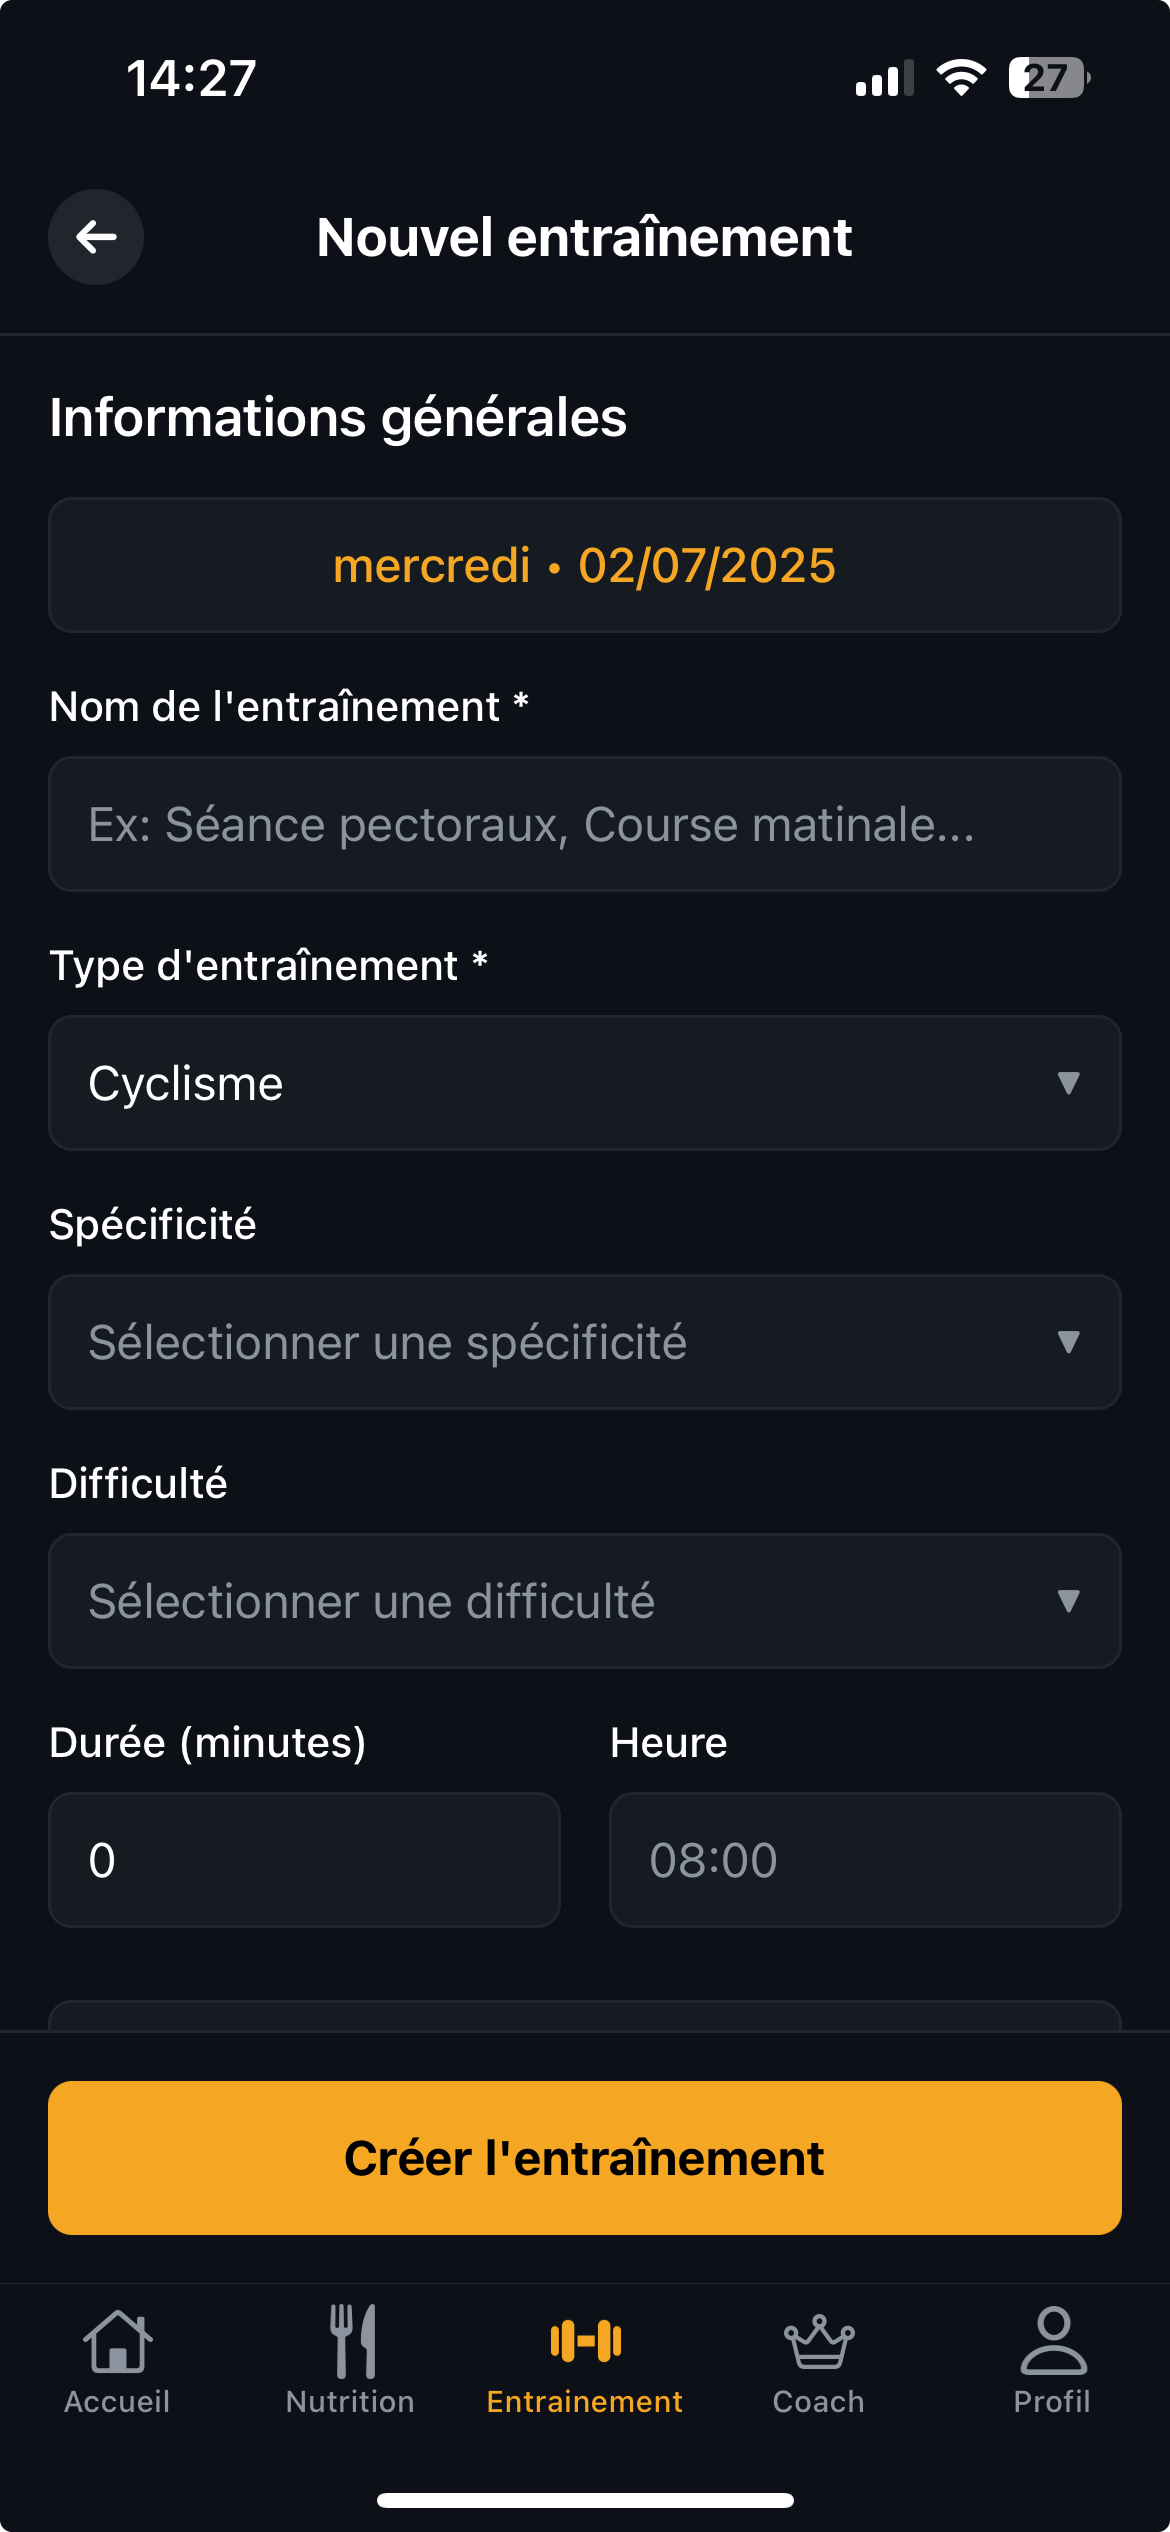 14:27
27
Nouvel entraînement
Informations générales
mercredi • 02/07/2025
Nom de l'entraînement *
Ex: Séance pectoraux, Course matinale...
Type d'entraînement *
Cyclisme
Spécificité
Sélectionner une spécificité
Difficulté
Sélectionner une difficulté
Durée (minutes)
Heure
0
08:00
Créer l'entraînement
Accueil
Nutrition
Entrainement
Coach
Profil